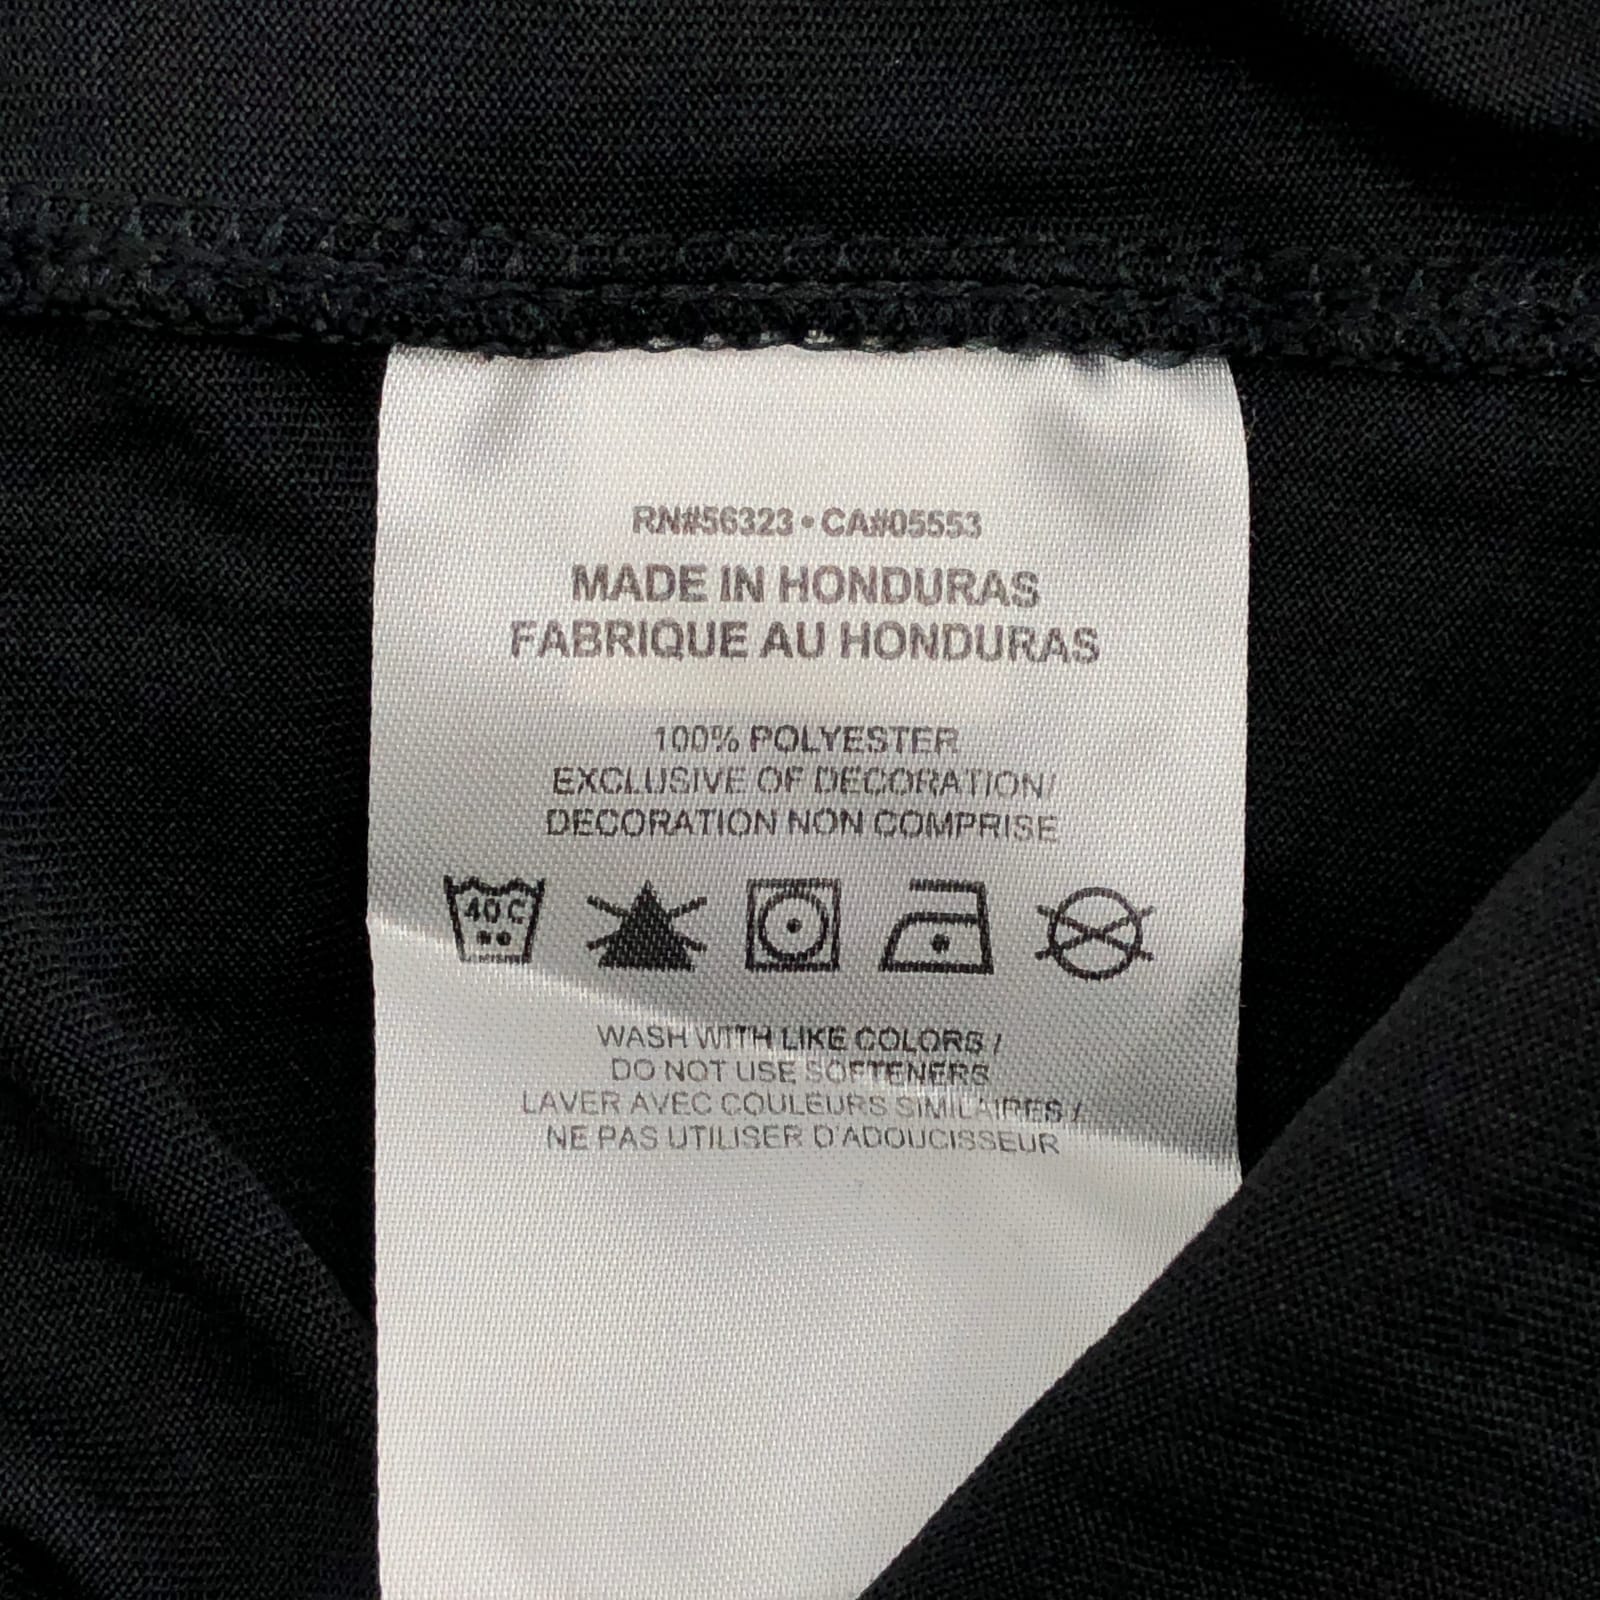 RN#56323 • CA#05553
MADE IN HONDURAS
FABRIQUE AU HONDURAS
100% POLYESTER
EXCLUSIVE OF DECORATION/
DECORATION NON COMPRISE
40 C
WASH WITH LIKE COLORS /
DO NOT USE SOFTENERS
LAVER AVEC COULEURS SIMILAIRES /
NE PAS UTILISER D'ADOUCISSEUR